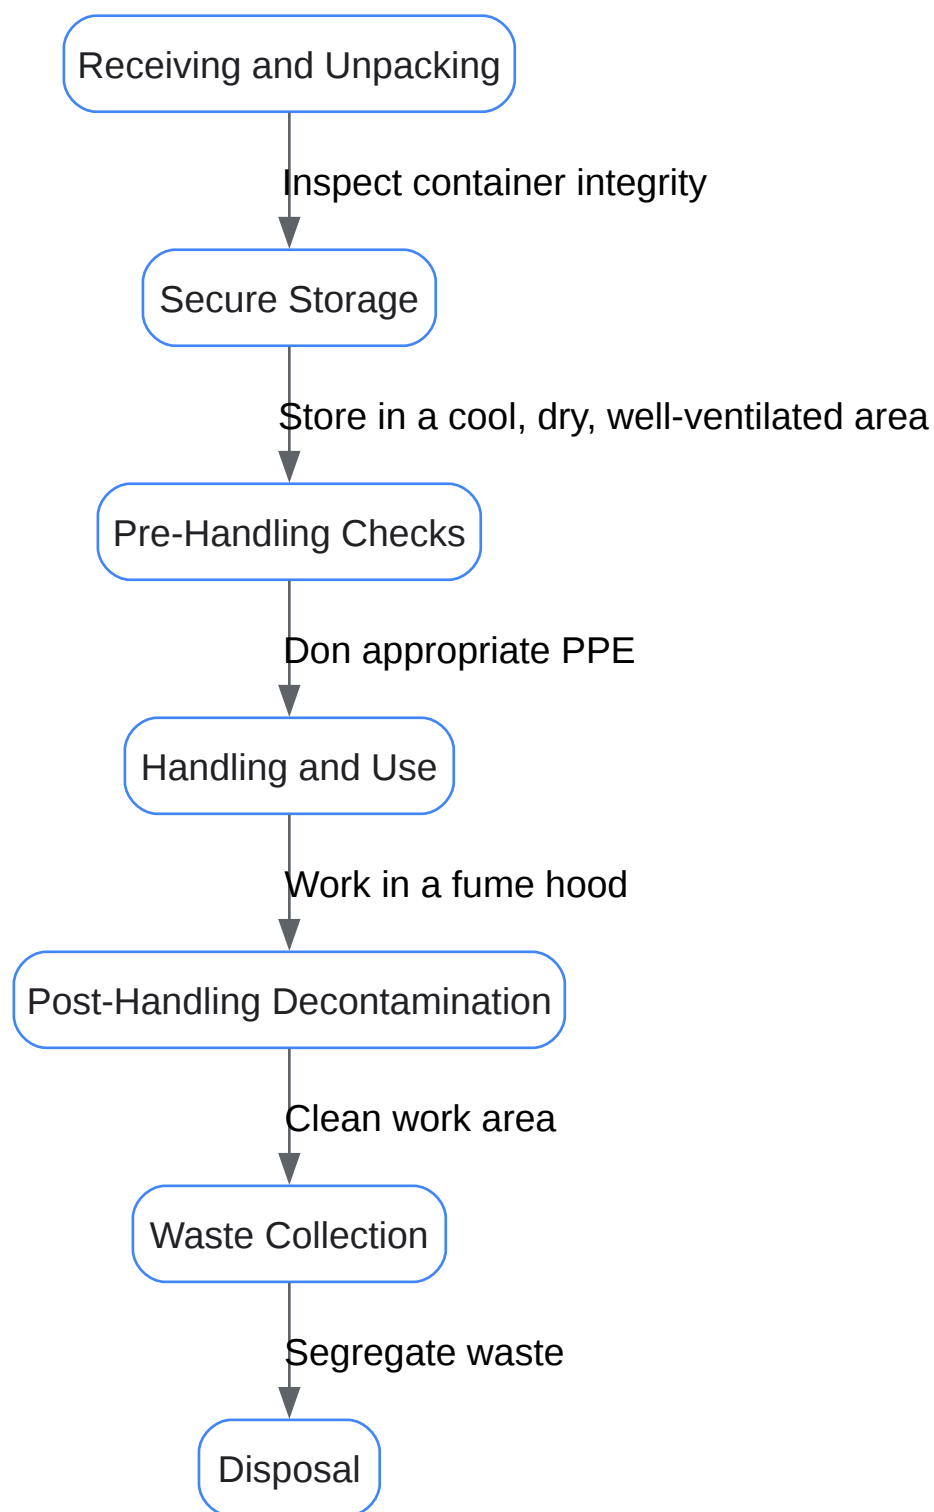 Receiving and Unpacking
Inspect container integrity
Secure Storage
Store in a cool, dry, well-ventilated area
Pre-Handling Checks
Don appropriate PPE
Handling and Use
Work in a fume hood
Post-Handling Decontamination
Clean work area
Waste Collection
Segregate waste
Disposal